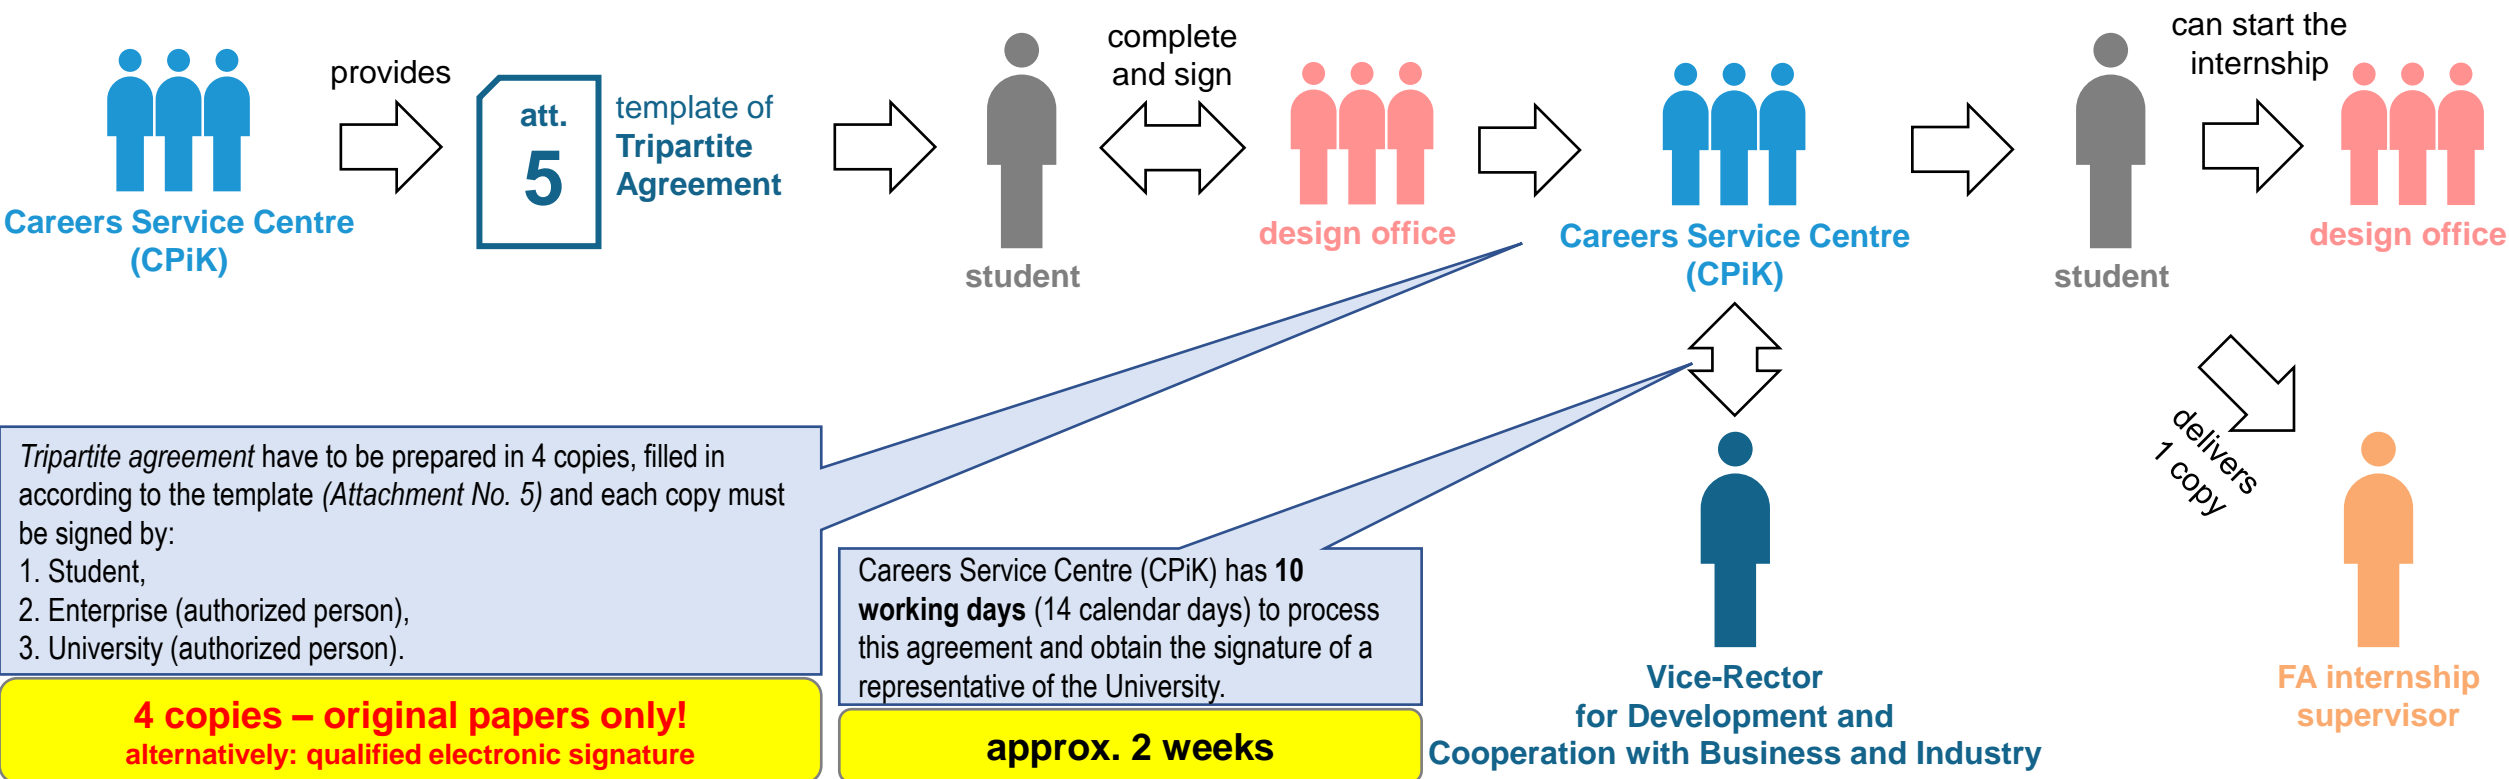 provides
Careers Service Centre
(CPiK)
att.
5
template of
Tripartite
Agreement
student
complete
and sign
design office
Careers Service Centre
(CPiK)
student
can start the
internship
design office
delivers
1 copy
FA internship
supervisor
Vice-Rector
for Development and
Cooperation with Business and Industry
Tripartite agreement have to be prepared in 4 copies, filled in
according to the template (Attachment No. 5) and each copy must
be signed by:
1. Student,
2. Enterprise (authorized person),
3. University (authorized person).
4 copies – original papers only!
alternatively: qualified electronic signature
Careers Service Centre (CPiK) has 10
working days (14 calendar days) to process
this agreement and obtain the signature of a
representative of the University.
approx. 2 weeks